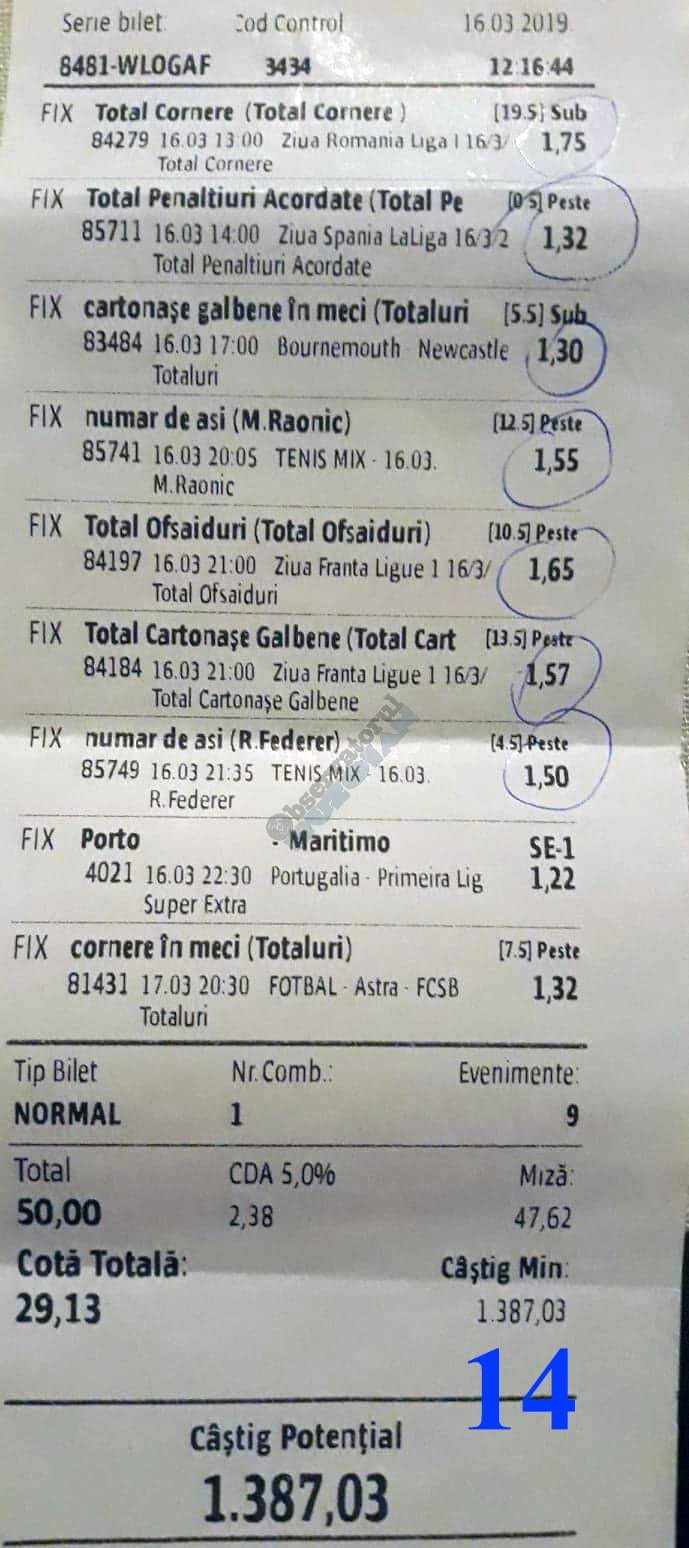 Serie bilet Cod Control 16.03 2019
8481-WLOGAF 3434 12:16:44
FIX Total Cornere (Total Cornere ) [19.5] Sub
84279 16.03 13:00 Ziua Romania Liga I 16/3/ 1,75
Total Cornere
FIX Total Penaltiuri Acordate (Total Pe [0.5] Peste
85711 16.03 14:00 Ziua Spania LaLiga 16/3/2 1,32
Total Penaltiuri Acordate
FIX cartonașe galbene în meci (Totaluri [5.5] Sub
83484 16.03 17:00 Bournemouth Newcastle 1,30
Totaluri
FIX numar de asi (M.Raonic) [12.5] Peste
85741 16.03 20:05 TENIS MIX - 16.03. 1,55
M.Raonic
FIX Total Ofsaiduri (Total Ofsaiduri) [10.5] Peste
84197 16.03 21:00 Ziua Franta Ligue 1 16/3/ 1,65
Total Ofsaiduri
FIX Total Cartonașe Galbene (Total Cart [13.5] Peste
84184 16.03 21:00 Ziua Franta Ligue 1 16/3/ 1,57
Total Cartonașe Galbene
FIX numar de asi (R.Federer) [4.5] Peste
85749 16.03 21:35 TENIS MIX - 16.03. 1,50
R.Federer
Observatorul
FIX Porto - Maritimo SE-1
4021 16.03 22:30 Portugalia - Primeira Lig 1,22
Super Extra
FIX cornere în meci (Totaluri) [7.5] Peste
81431 17.03 20:30 FOTBAL - Astra - FCSB 1,32
Totaluri
Tip Bilet Nr.Comb.: Evenimente:
NORMAL 1 9
Total CDA 5,0% Miză:
50,00 2,38 47,62
Cotă Totală: Câștig Min:
29,13 1.387,03
14
Câștig Potențial
1.387,03